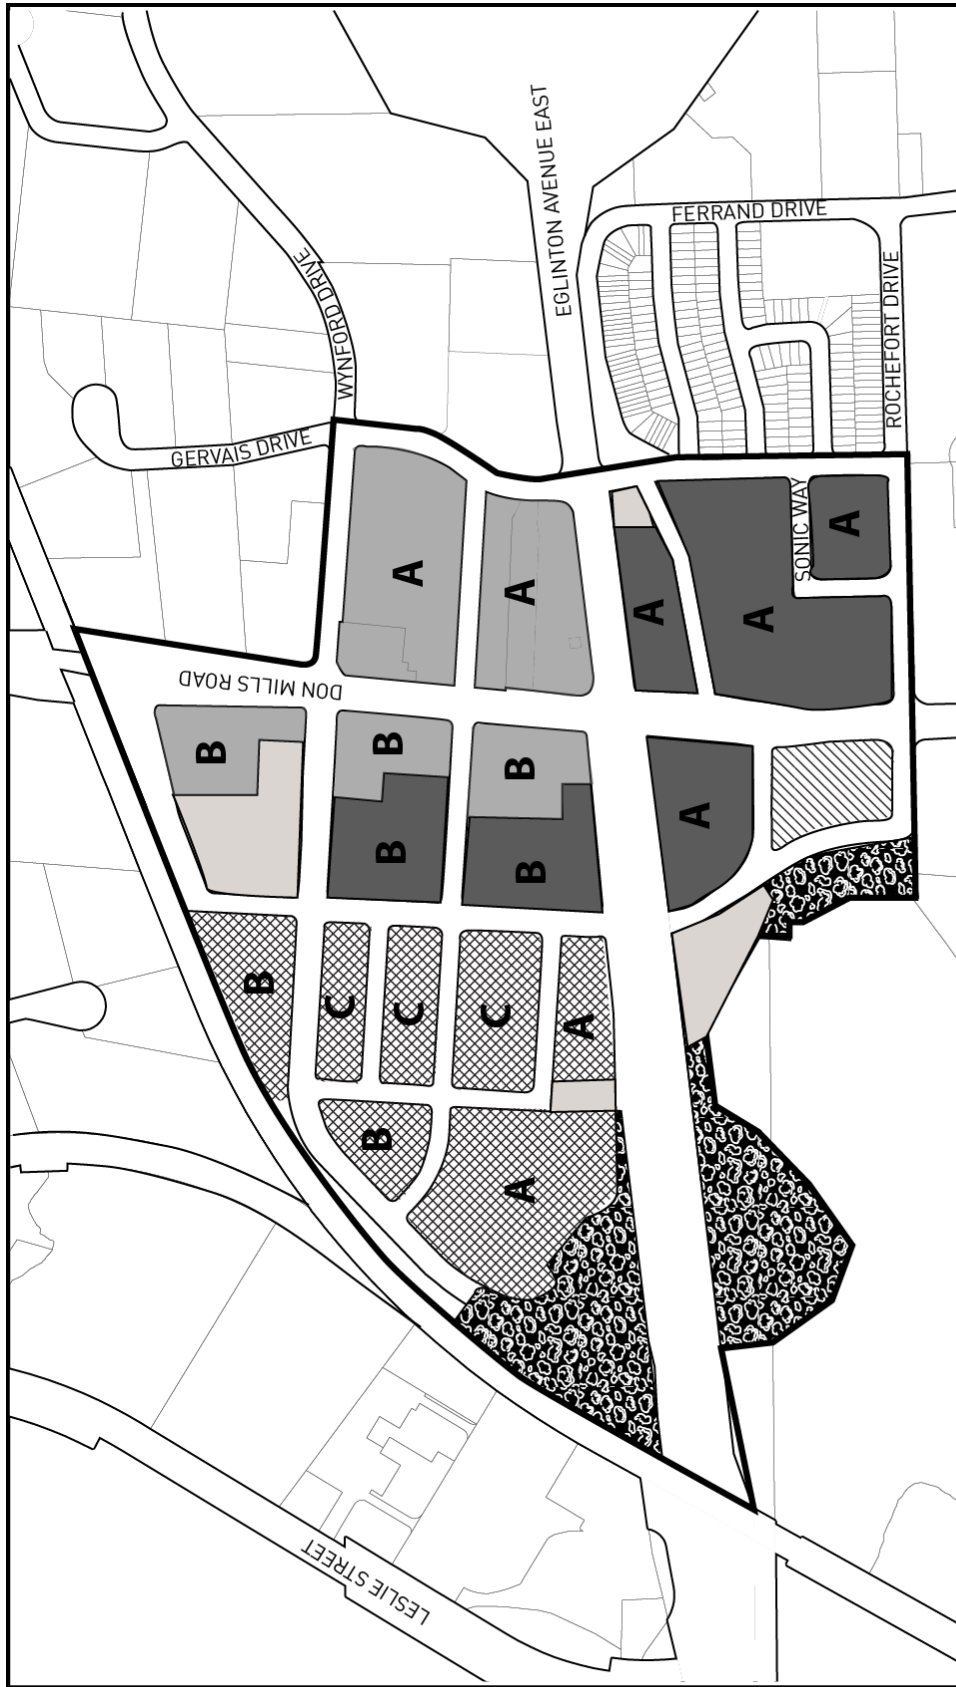 EGLINTON AVENUE EAST
FERRAND DRIVE
WYNFORD DRIVE
ROCHEFORT DRIVE
GERVAIS DRIVE
SONIC WAY
A
A
A
A
A
DON MILLS ROAD
B
B
B
A
B
B
B
C
C
C
A
B
A
LESLIE STREET